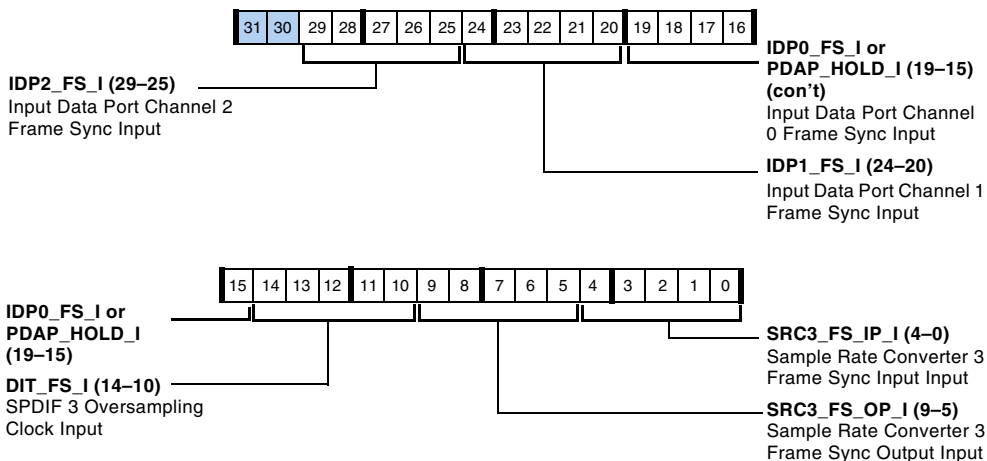 31 30 29 28 27 26 25 24 23 22 21 20 19 18 17 16
IDP2_FS_I (29–25)
Input Data Port Channel 2
Frame Sync Input
IDP0_FS_I or
PDAP_HOLD_I (19–15)
(con't)
Input Data Port Channel
0 Frame Sync Input
IDP1_FS_I (24–20)
Input Data Port Channel 1
Frame Sync Input
15 14 13 12 11 10 9 8 7 6 5 4 3 2 1 0
IDP0_FS_I or
PDAP_HOLD_I
(19–15)
DIT_FS_I (14–10)
SPDIF 3 Oversampling
Clock Input
SRC3_FS_IP_I (4–0)
Sample Rate Converter 3
Frame Sync Input Input
SRC3_FS_OP_I (9–5)
Sample Rate Converter 3
Frame Sync Output Input